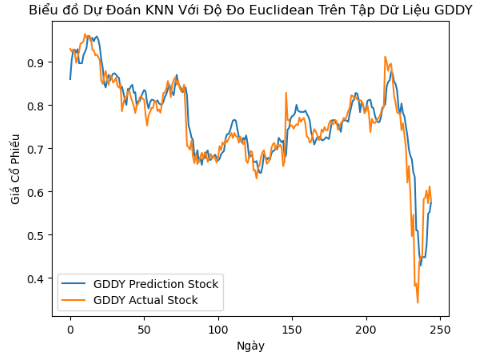 Biểu đồ Dự Đoán KNN Với Độ Đo Euclidean Trên Tập Dữ Liệu GDDY
Giá Cổ Phiếu
0.9
0.8
0.7
0.6
0.5
0.4
GDDY Prediction Stock
GDDY Actual Stock
0 50 100 150 200 250
Ngày